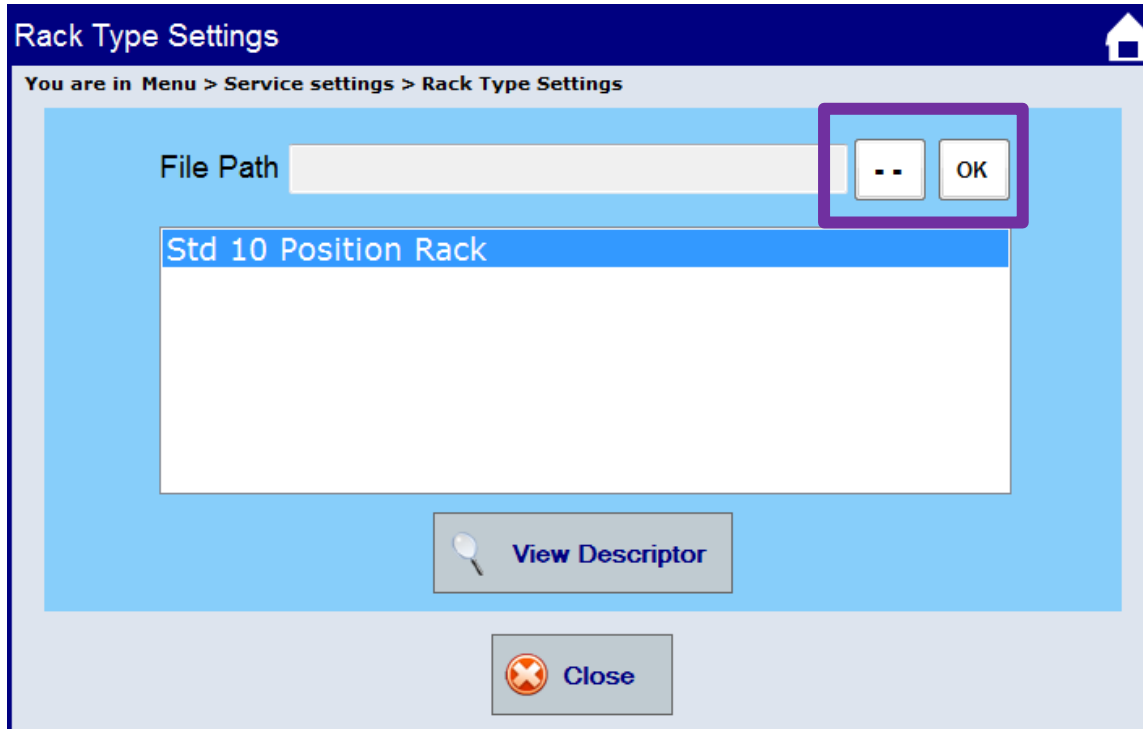 Rack Type Settings
You are in Menu > Service settings > Rack Type Settings
File Path -- OK
Std 10 Position Rack
View Descriptor
Close